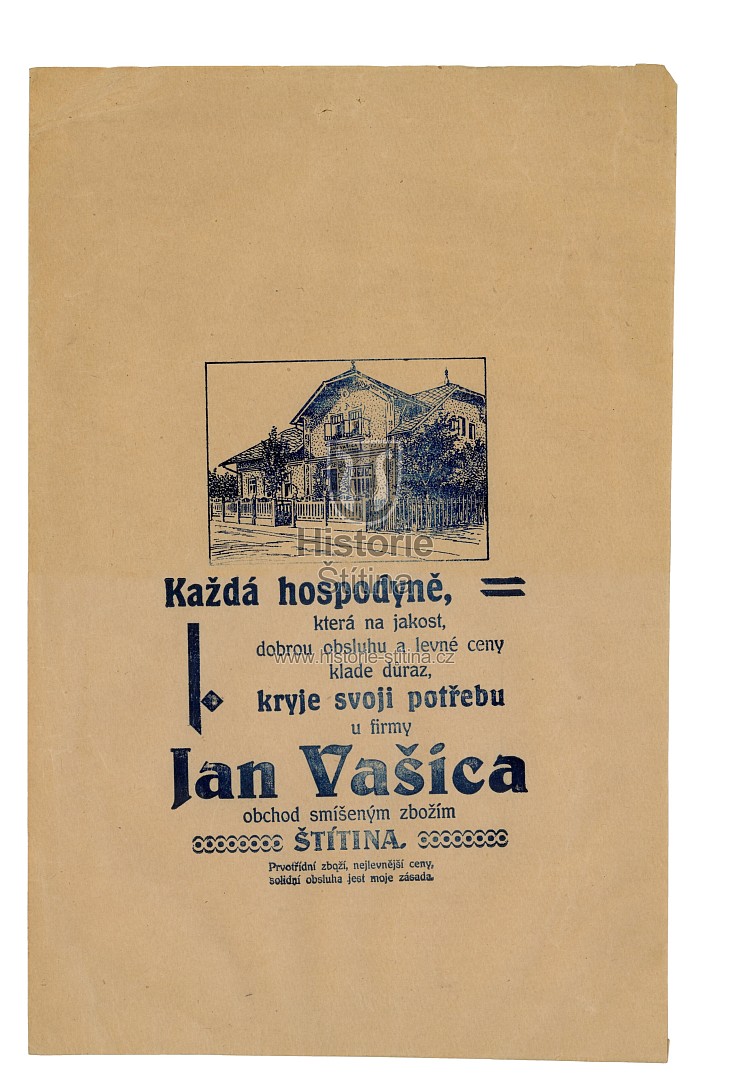 Historie
Štítina
Každá hospodyně,
která na jakost,
dobrou obsluhu a levné ceny
www.historie-stitina.cz
klade důraz,
kryje svoji potřebu
u firmy
Jan Vašica
obchod smíšeným zbožím
ŠTÍTINA.
Prvotřídní zboží, nejlevnější ceny,
solidní obsluha jest moje zásada.